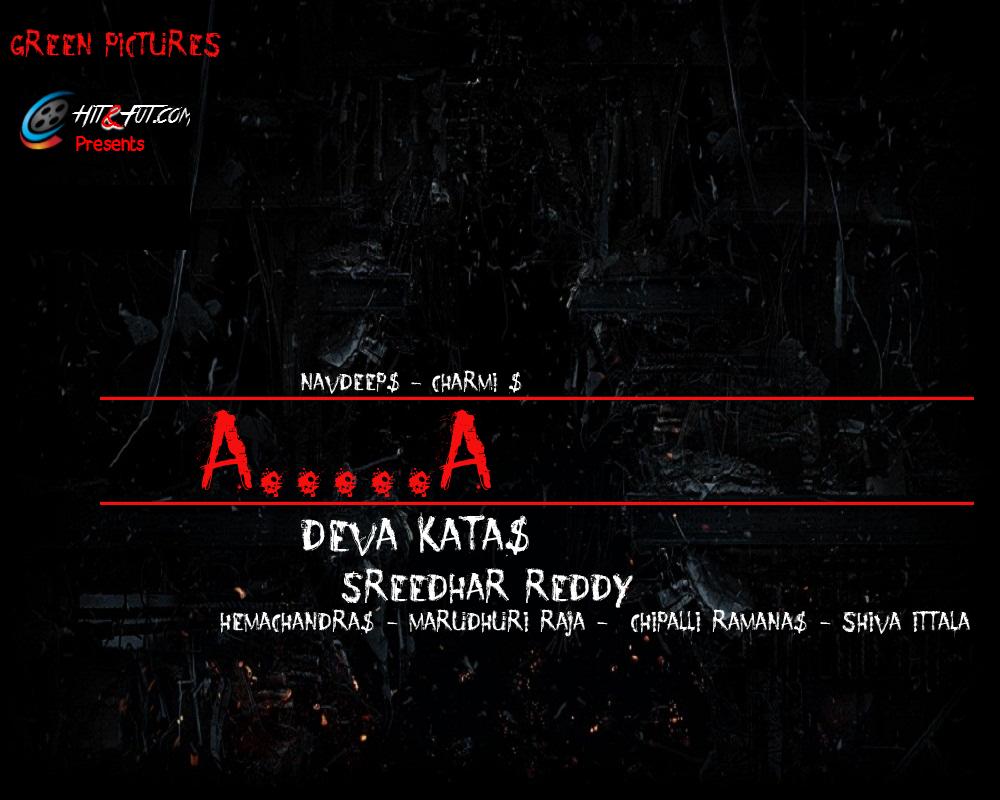 GREEN PICTURES
HIT&FUT.COM
Presents
NAVDEEP$ - CHARMI $
A.....A
DEVA KATA$
SREEDHAR REDDY
HEMACHANDRA$ - MARUDHURI RAJA - CHIPALLI RAMANA$ - SHIVA ITTALA